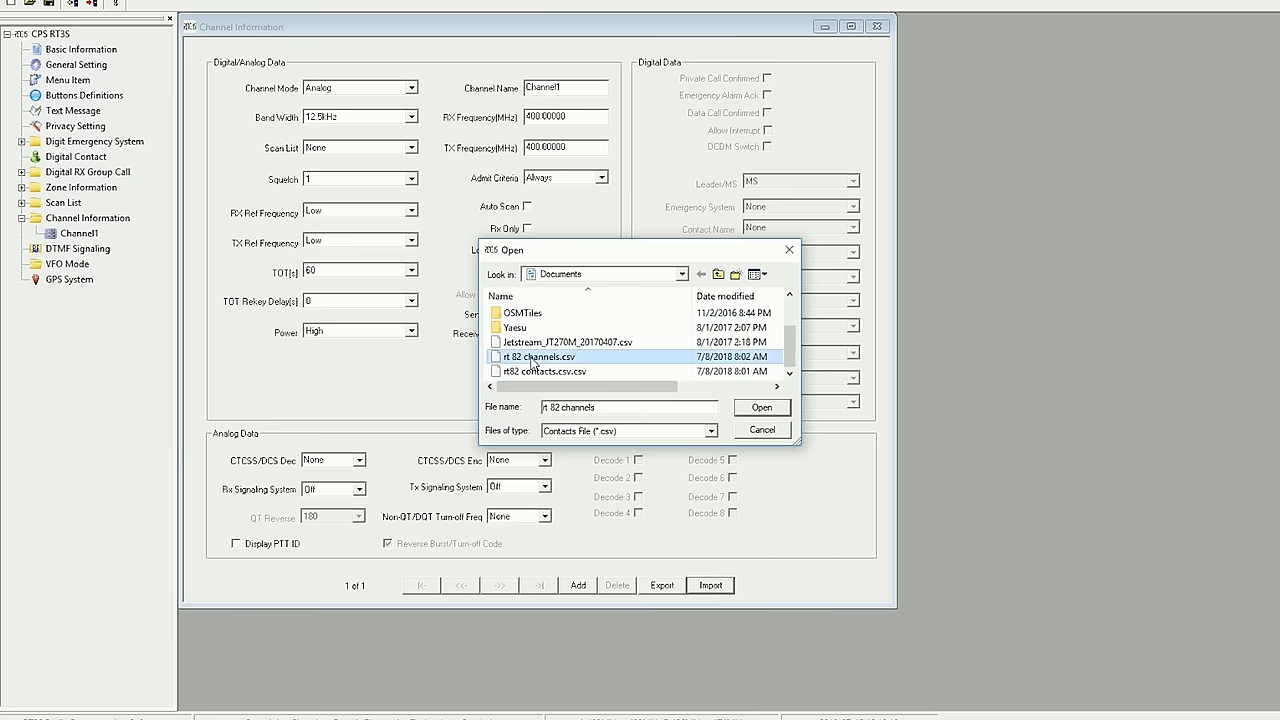 CPS RT3S
Basic Information
General Setting
Menu Item
Buttons Definitions
Text Message
Privacy Setting
Digit Emergency System
Digital Contact
Digital RX Group Call
Zone Information
Scan List
Channel Information
Channel1
DTMF Signaling
VFO Mode
GPS System
Channel Information
Digital/Analog Data
Channel Mode Analog
Channel Name Channel1
Band Width 12.5kHz
RX Frequency(MHz) 400.00000
Scan List None
TX Frequency(MHz) 400.00000
Squelch 1
Admit Criteria Always
RX Ref Frequency Low
Auto Scan
Rx Only
TX Ref Frequency Low
TOT[s] 60
TOT Rekey Delay[s] 0
Allow
Power High
Digital Data
Private Call Confirmed
Emergency Alarm Ack
Data Call Confirmed
Allow Interrupt
DCDM Switch
Leader/MS MS
Emergency System None
Contact Name None
Open
Look in: Documents
Name Date modified
OSMTiles 11/2/2016 8:44 PM
Yaesu 8/1/2017 2:07 PM
Jetstream_JT270M_20170407.csv 8/1/2017 2:18 PM
rt 82 channels.csv 7/8/2018 8:02 AM
rt82 contacts.csv.csv 7/8/2018 8:01 AM
File name: rt 82 channels Open
Files of type: Contacts File (*.csv) Cancel
Analog Data
CTCSS/DCS Dec None CTCSS/DCS Enc None Decode 1 Decode 5
Rx Signaling System Off Tx Signaling System Off Decode 2 Decode 6
QT Reverse 180 Non-QT/DQT Turn-off Freq None Decode 3 Decode 7
Decode 4 Decode 8
Display PTT ID Reverse Burst/Turn-off Code
1 of 1 |<- <<- ->> ->| Add Delete Export Import